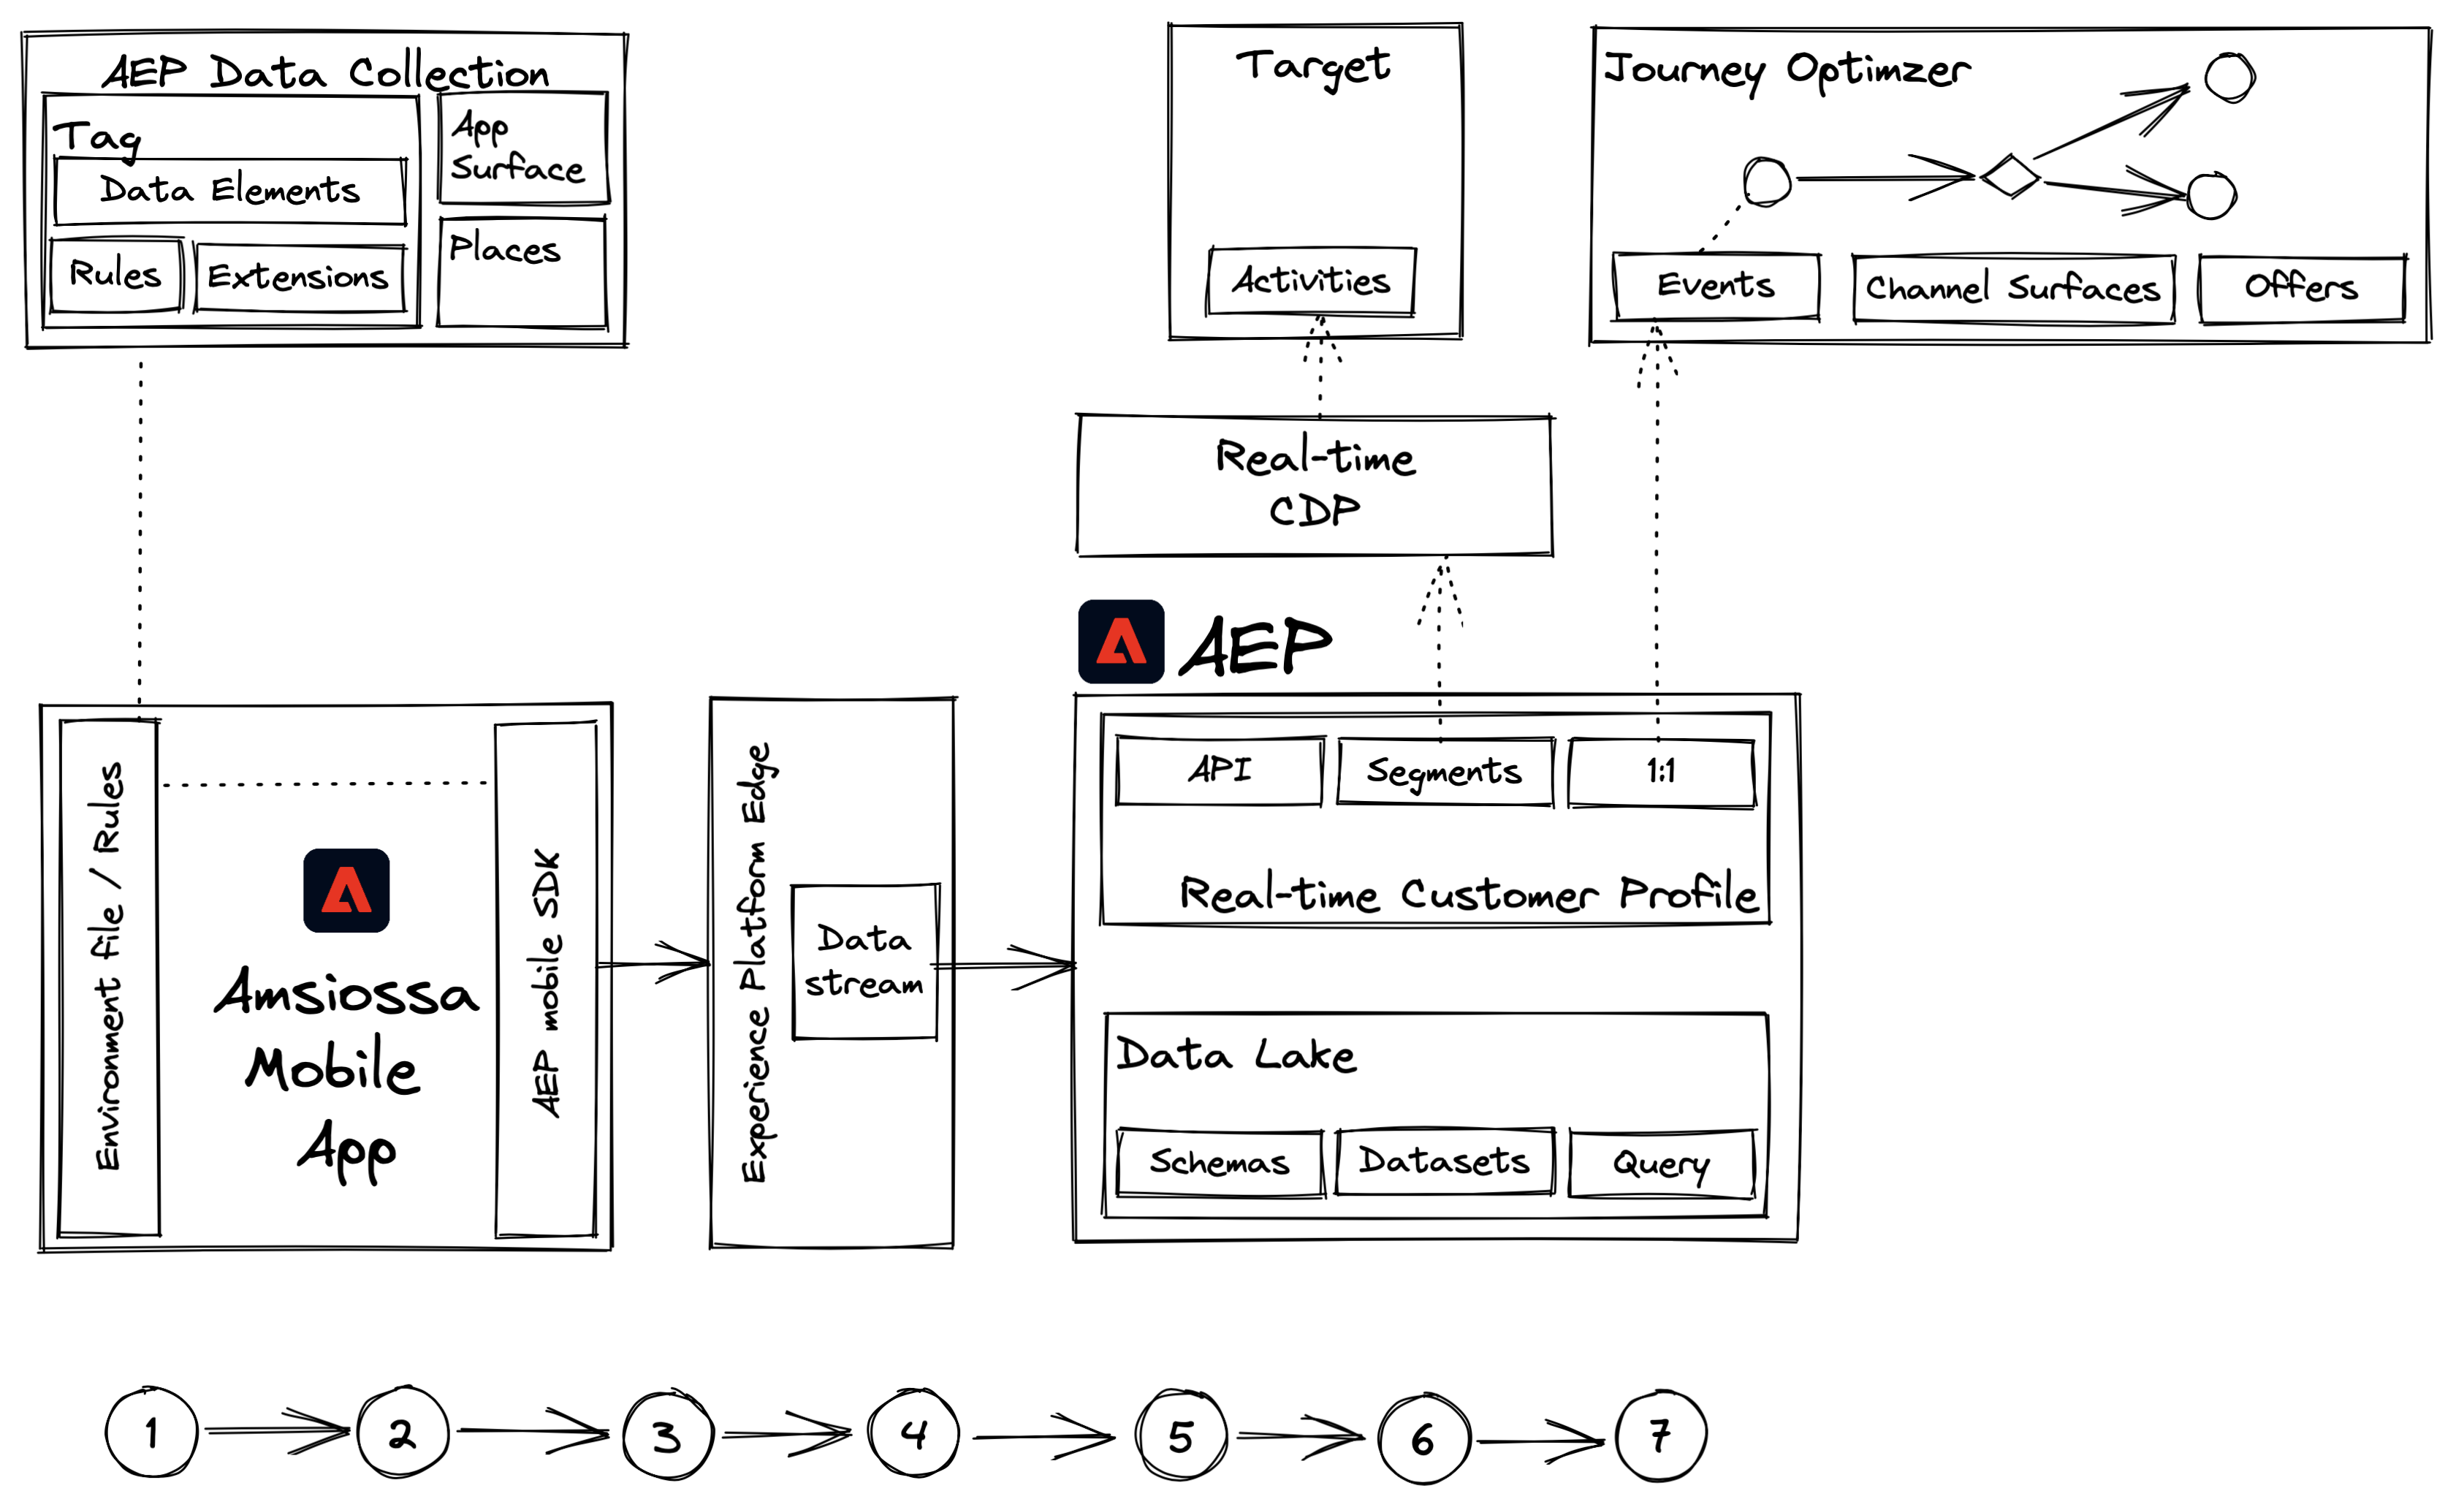 AEP Data Collection
Tag
Data Elements
Rules
Extensions
App
Surface
Places
Target
Activities
Journey Optimzer
Events
Channel Surfaces
Offers
Real-time
CDP
AEP
Environment file / Rules
Amsiossa
Mobile
App
AEP mobile SDK
Experience Platform Edge
Data
stream
API
Segments
1:1
Real-time Customer Profile
Data Lake
Schemas
Datasets
Query
1
2
3
4
5
6
7